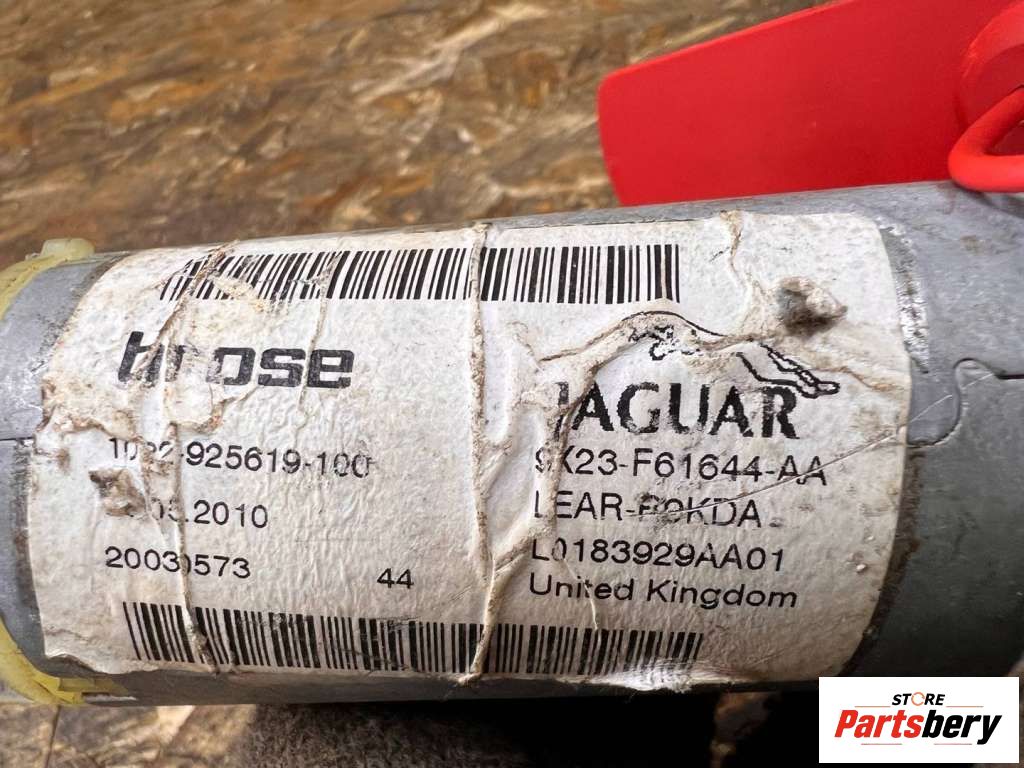 brose
925619-100
.2010
20030573
44
JAGUAR
9X23-F61644-AA
LEAR-
L0183929AA01
United Kingdom
STORE
Partsbery